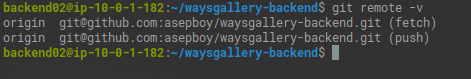 backend02@ip-10-0-1-182:~/waysgallery-backend$ git remote -v
origin  git@github.com:asepboy/waysgallery-backend.git (fetch)
origin  git@github.com:asepboy/waysgallery-backend.git (push)
backend02@ip-10-0-1-182:~/waysgallery-backend$